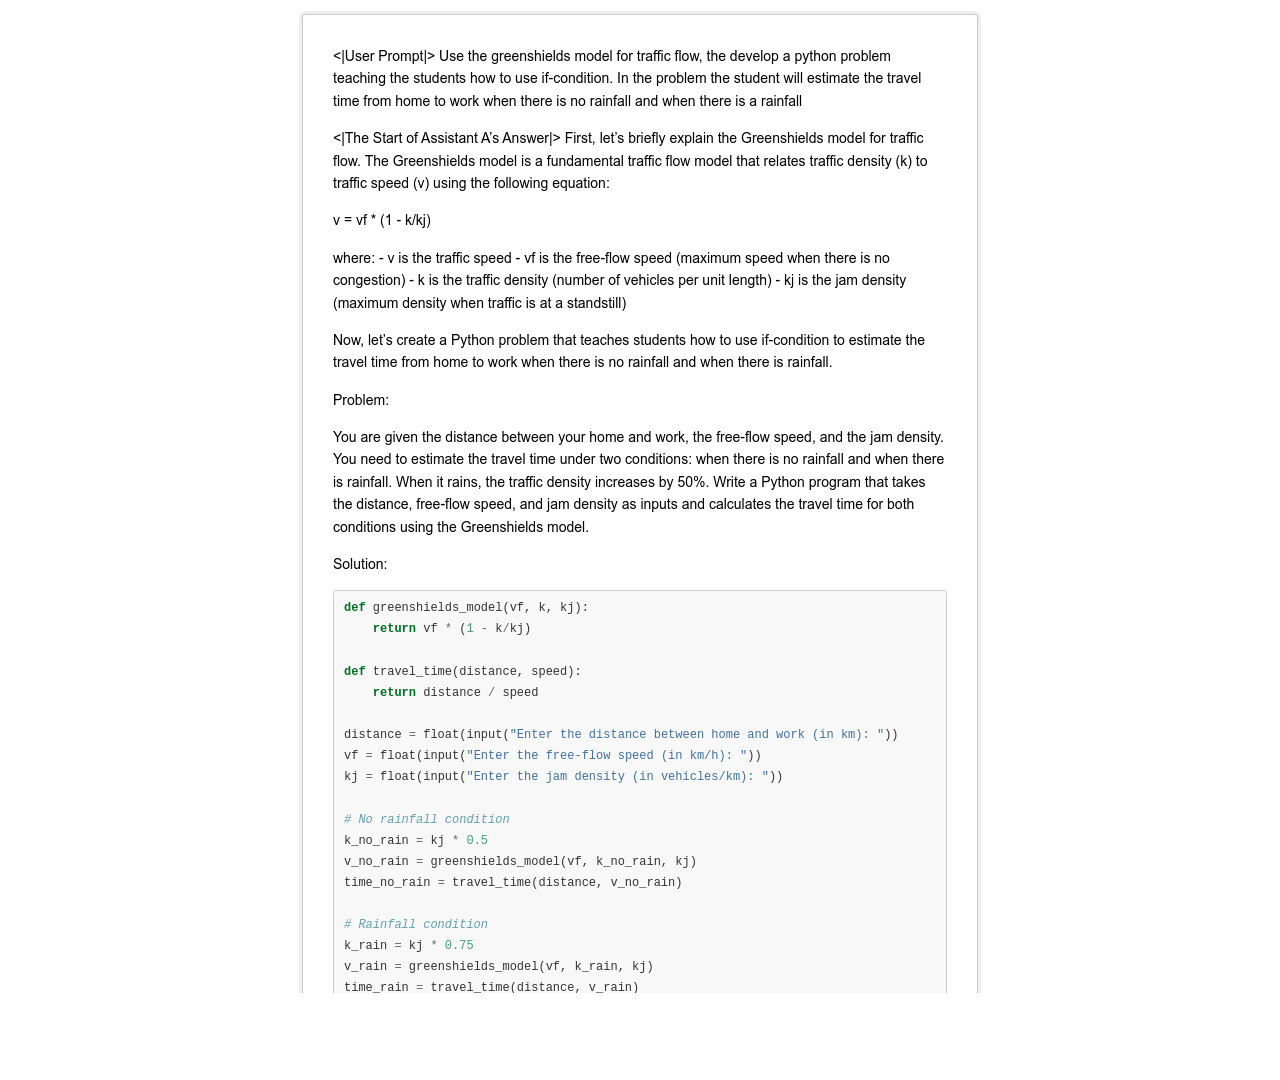 <|User Prompt|> Use the greenshields model for traffic flow, the develop a python problem
teaching the students how to use if-condition. In the problem the student will estimate the travel
time from home to work when there is no rainfall and when there is a rainfall
<|The Start of Assistant A’s Answer|> First, let’s briefly explain the Greenshields model for traffic
flow. The Greenshields model is a fundamental traffic flow model that relates traffic density (k) to
traffic speed (v) using the following equation:
v = vf * (1 - k/kj)
where: - v is the traffic speed - vf is the free-flow speed (maximum speed when there is no
congestion) - k is the traffic density (number of vehicles per unit length) - kj is the jam density
(maximum density when traffic is at a standstill)
Now, let’s create a Python problem that teaches students how to use if-condition to estimate the
travel time from home to work when there is no rainfall and when there is rainfall.
Problem:
You are given the distance between your home and work, the free-flow speed, and the jam density.
You need to estimate the travel time under two conditions: when there is no rainfall and when there
is rainfall. When it rains, the traffic density increases by 50%. Write a Python program that takes
the distance, free-flow speed, and jam density as inputs and calculates the travel time for both
conditions using the Greenshields model.
Solution:
def greenshields_model(vf, k, kj):
    return vf * (1 - k/kj)
def travel_time(distance, speed):
    return distance / speed
distance = float(input("Enter the distance between home and work (in km): "))
vf = float(input("Enter the free-flow speed (in km/h): "))
kj = float(input("Enter the jam density (in vehicles/km): "))
# No rainfall condition
k_no_rain = kj * 0.5
v_no_rain = greenshields_model(vf, k_no_rain, kj)
time_no_rain = travel_time(distance, v_no_rain)
# Rainfall condition
k_rain = kj * 0.75
v_rain = greenshields_model(vf, k_rain, kj)
time_rain = travel_time(distance, v_rain)